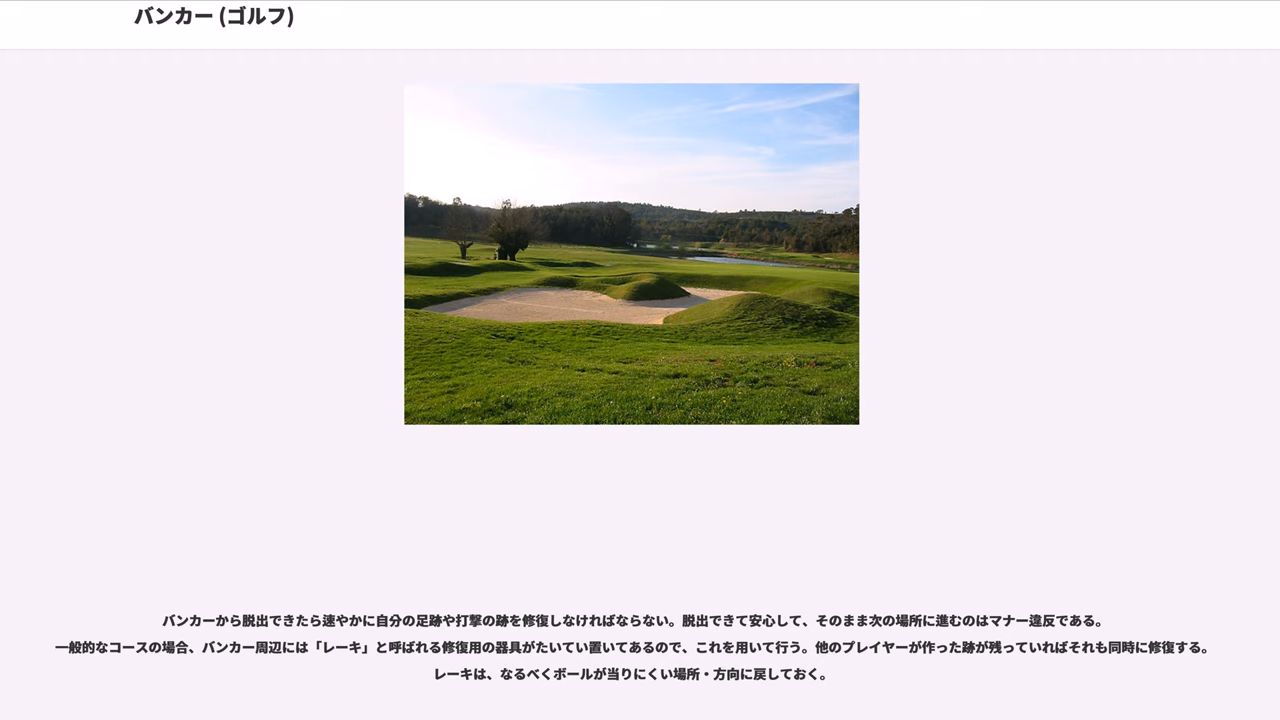 バンカー (ゴルフ)
バンカーから脱出できたら速やかに自分の足跡や打撃の跡を修復しなければならない。脱出できて安心して、そのまま次の場所に進むのはマナー違反である。
一般的なコースの場合、バンカー周辺には「レーキ」と呼ばれる修復用の器具がたいてい置いてあるので、これを用いて行う。他のプレイヤーが作った跡が残っていればそれも同時に修復する。
レーキは、なるべくボールが当りにくい場所・方向に戻しておく。